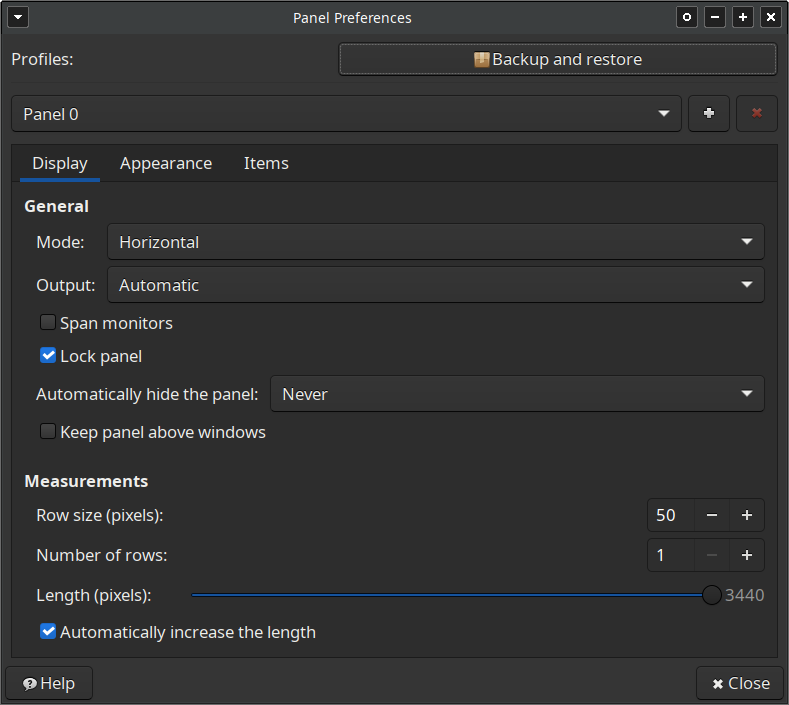 Panel Preferences
Profiles:
Backup and restore
Panel 0
Display Appearance Items
General
Mode: Horizontal
Output: Automatic
Span monitors
Lock panel
Automatically hide the panel: Never
Keep panel above windows
Measurements
Row size (pixels): 50
Number of rows: 1
Length (pixels): 3440
Automatically increase the length
Help Close